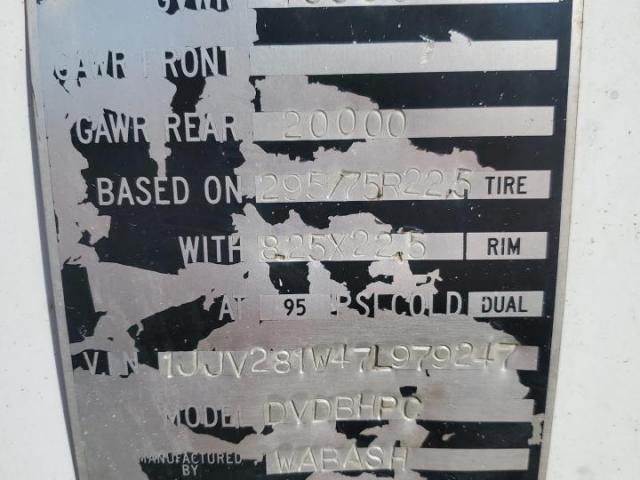 GVWR
GAWR FRONT
GAWR REAR 20000
BASED ON 295/75R22.5 TIRE
WITH 8.25X22.5 RIM
AT 95 PSI COLD DUAL
V.I.N. 1JJV281W47L979247
MODEL DVDBHPC
MANUFACTURED BY WABASH